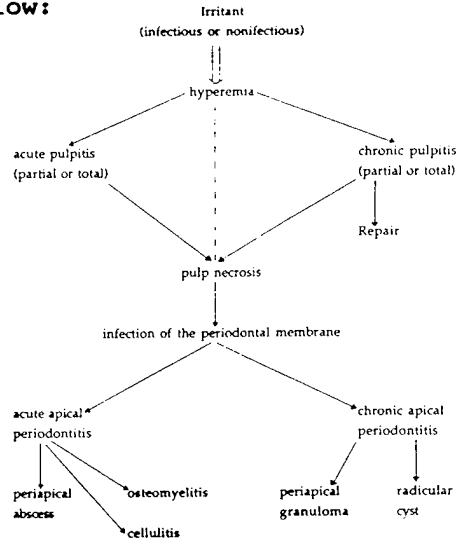 LOW:
Irritant
(infectious or nonifectious)
hyperemia
acute pulpitis
(partial or total)
chronic pulpitis
(partial or total)
Repair
pulp necrosis
infection of the periodontal membrane
acute apical
periodontitis
chronic apical
periodontitis
periapical
abscess
osteomyelitis
cellulitis
periapical
granuloma
radicular
cyst